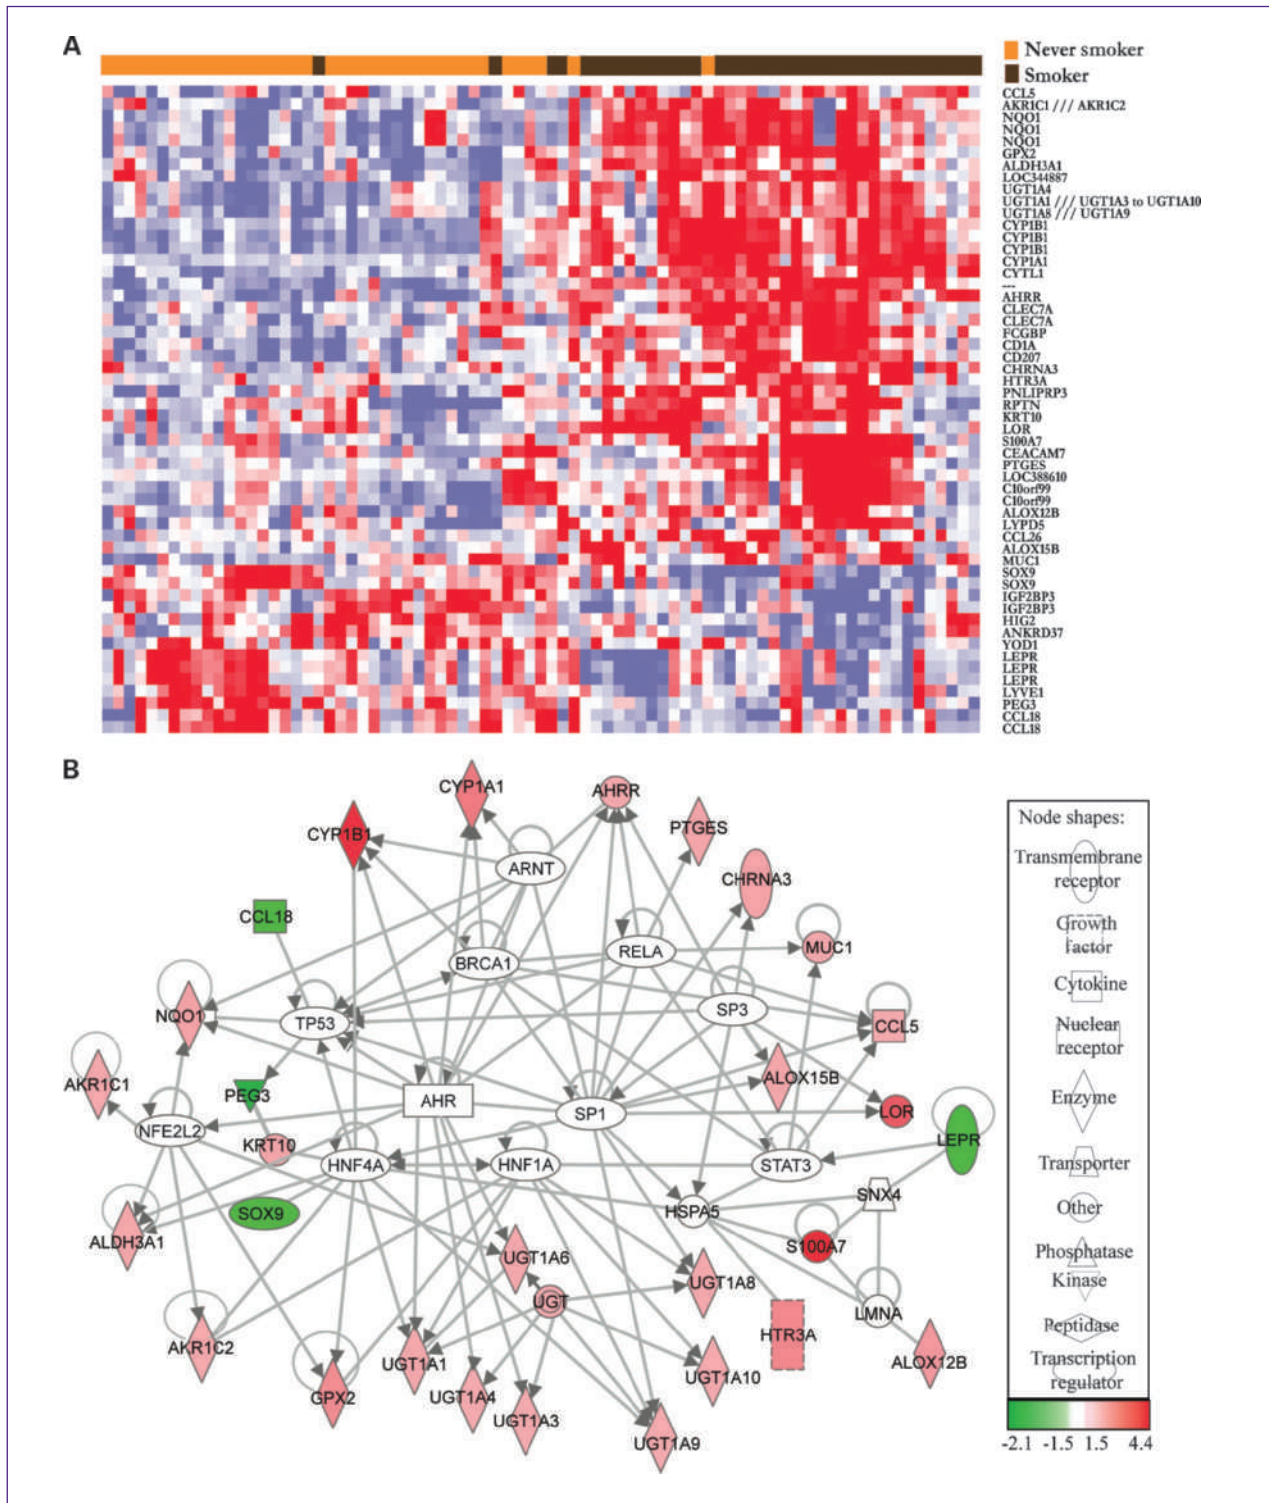 A
Never smoker
Smoker
CCL5
AKR1C1 /// AKR1C2
NQO1
NQO1
NQO1
GPX2
ALDH3A1
LOC344887
UGT1A4
UGT1A1 /// UGT1A3 to UGT1A10
UGT1A8 /// UGT1A9
CYP1B1
CYP1B1
CYP1B1
CYP1A1
CYTL1
---
AHRR
CLEC7A
CLEC7A
FCGBP
CD1A
CD207
CHRNA3
HTR3A
PNLIPRP3
RPTN
KRT10
LOR
S100A7
CEACAM7
PTGES
LOC388610
C10orf99
C10orf99
ALOX12B
LYPD5
CCL26
ALOX15B
MUC1
SOX9
SOX9
IGF2BP3
IGF2BP3
HIG2
ANKRD37
YOD1
LEPR
LEPR
LEPR
LYVE1
PEG3
CCL18
CCL18
B
CYP1A1
AHRR
CYP1B1
PTGES
ARNT
CHRNA3
CCL18
MUC1
BRCA1
RELA
NQO1
TP53
SP3
CCL5
AKR1C1
PEG3
AHR
SP1
ALOX15B
LOR
NFE2L2
KRT10
HNF4A
HNF1A
STAT3
LEPR
SNX4
SOX9
HSPA5
ALDH3A1
UGT1A6
S100A7
UGT1A8
UGT
LMNA
AKR1C2
UGT1A1
HTR3A
ALOX12B
GPX2
UGT1A4
UGT1A10
UGT1A3
UGT1A9
Node shapes:
Transmembrane
receptor
Growth
factor
Cytokine
Nuclear
receptor
Enzyme
Transporter
Other
Phosphatase
Kinase
Peptidase
Transcription
regulator
-2.1 -1.5 1.5 4.4